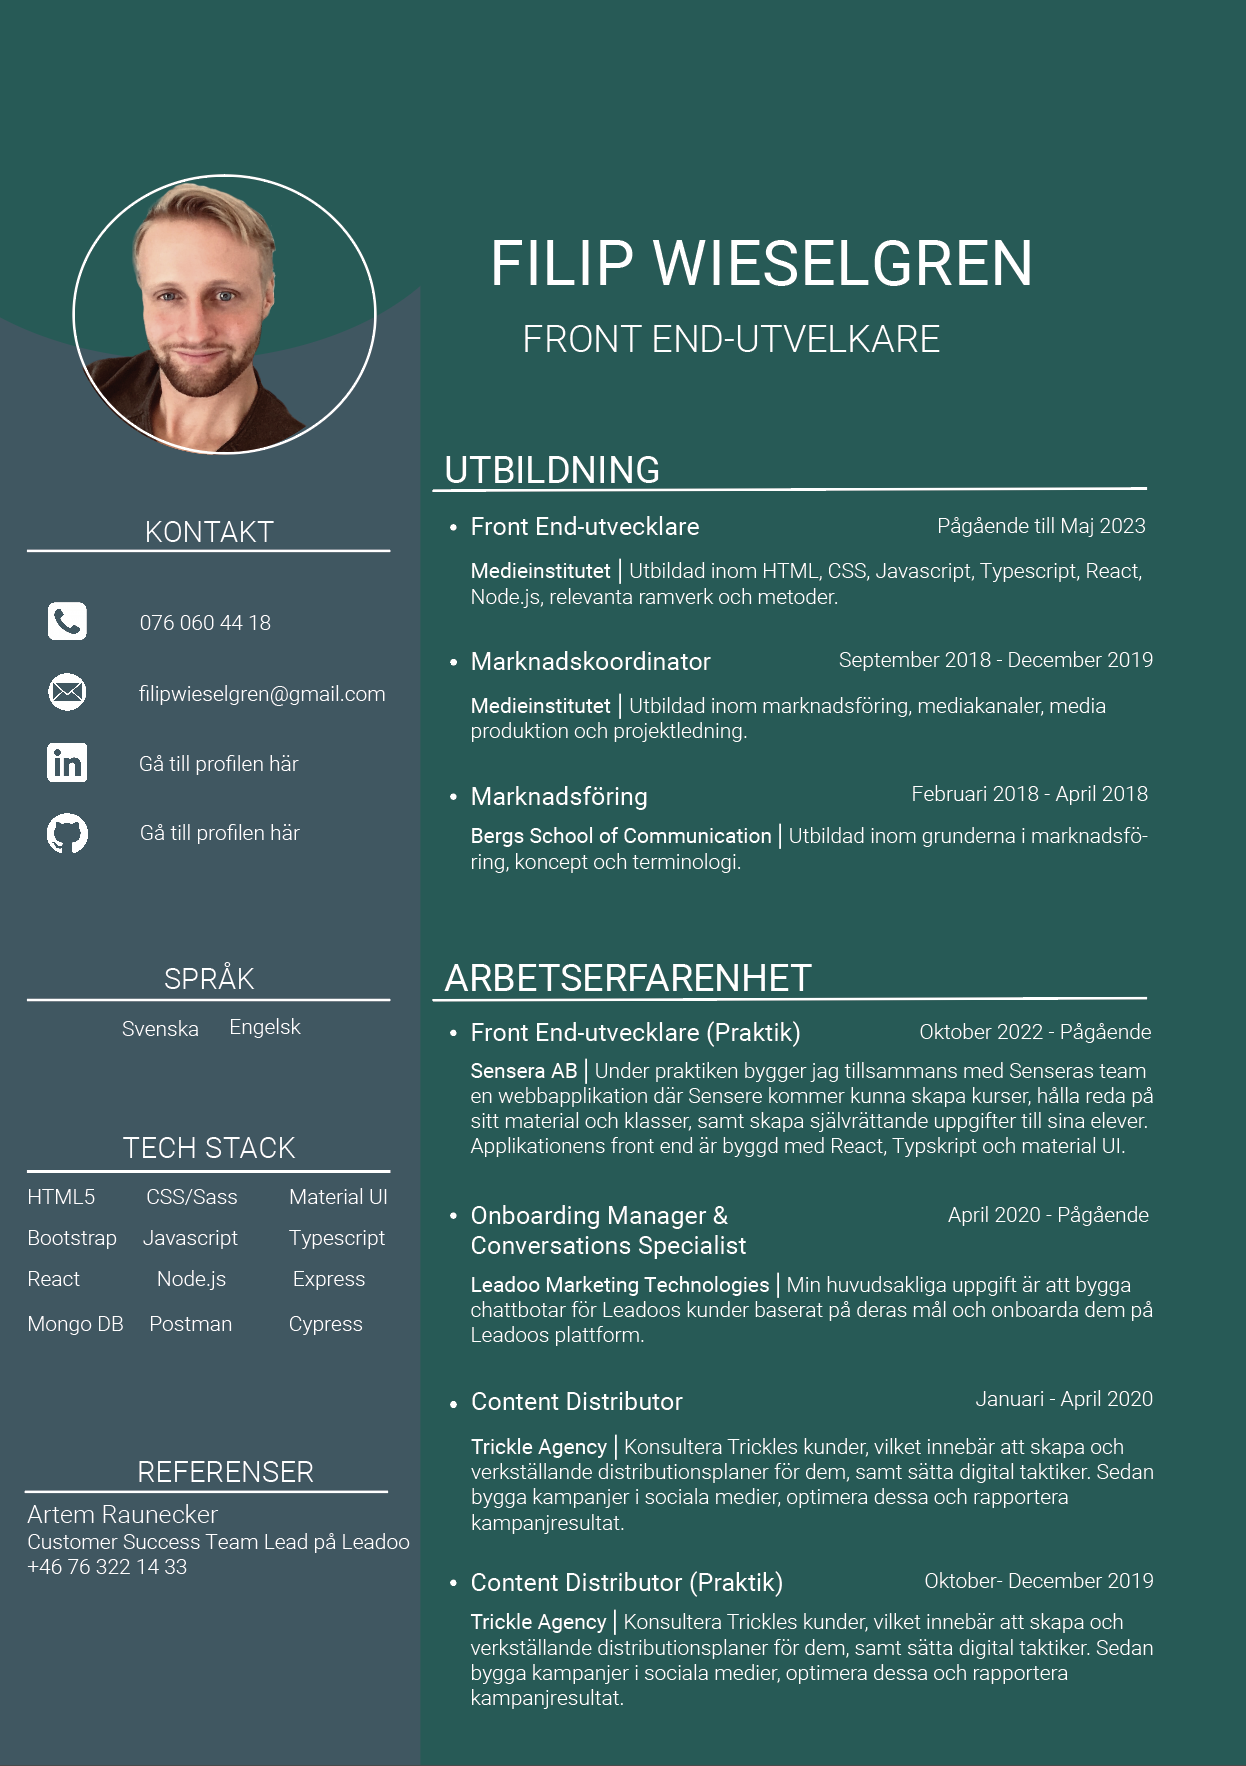 FILIP WIESELGREN
FRONT END-UTVELKARE
KONTAKT
076 060 44 18
filipwieselgren@gmail.com
in
Gå till profilen här
Gå till profilen här
SPRÅK
Svenska Engelsk
TECH STACK
HTML5 CSS/Sass Material UI
Bootstrap Javascript Typescript
React Node.js Express
Mongo DB Postman Cypress
REFERENSER
Artem Raunecker
Customer Success Team Lead på Leadoo
+46 76 322 14 33
UTBILDNING
• Front End-utvecklare Pågående till Maj 2023
Medieinstitutet | Utbildad inom HTML, CSS, Javascript, Typescript, React,
Node.js, relevanta ramverk och metoder.
• Marknadskoordinator September 2018 - December 2019
Medieinstitutet | Utbildad inom marknadsföring, mediakanaler, media
produktion och projektledning.
• Marknadsföring Februari 2018 - April 2018
Bergs School of Communication | Utbildad inom grunderna i marknadsfö-
ring, koncept och terminologi.
ARBETSERFARENHET
• Front End-utvecklare (Praktik) Oktober 2022 - Pågående
Sensera AB | Under praktiken bygger jag tillsammans med Senseras team
en webbapplikation där Sensere kommer kunna skapa kurser, hålla reda på
sitt material och klasser, samt skapa självrättande uppgifter till sina elever.
Applikationens front end är byggd med React, Typskript och material UI.
• Onboarding Manager & April 2020 - Pågående
Conversations Specialist
Leadoo Marketing Technologies | Min huvudsakliga uppgift är att bygga
chattbotar för Leadoos kunder baserat på deras mål och onboarda dem på
Leadoos plattform.
• Content Distributor Januari - April 2020
Trickle Agency | Konsultera Trickles kunder, vilket innebär att skapa och
verkställande distributionsplaner för dem, samt sätta digital taktiker. Sedan
bygga kampanjer i sociala medier, optimera dessa och rapportera
kampanjresultat.
• Content Distributor (Praktik) Oktober- December 2019
Trickle Agency | Konsultera Trickles kunder, vilket innebär att skapa och
verkställande distributionsplaner för dem, samt sätta digital taktiker. Sedan
bygga kampanjer i sociala medier, optimera dessa och rapportera
kampanjresultat.